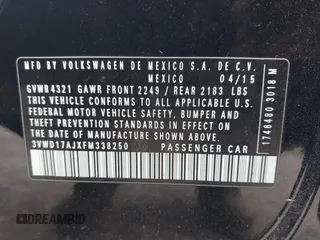 MFD BY VOLKSWAGEN DE MEXICO S.A. DE C.V.
MEXICO 04/15
GVWR4321 GAWR FRONT 2249 / REAR 2183 LBS
THIS VEHICLE CONFORMS TO ALL APPLICABLE
FEDERAL MOTOR VEHICLE SAFETY, BUMPER AND
THEFT PREVENTION STANDARDS IN EFFECT ON
THE DATE OF MANUFACTURE SHOWN ABOVE
3VWD17AJXFM338250 PASSENGER CAR
1746480 3018 M
DREAMBID